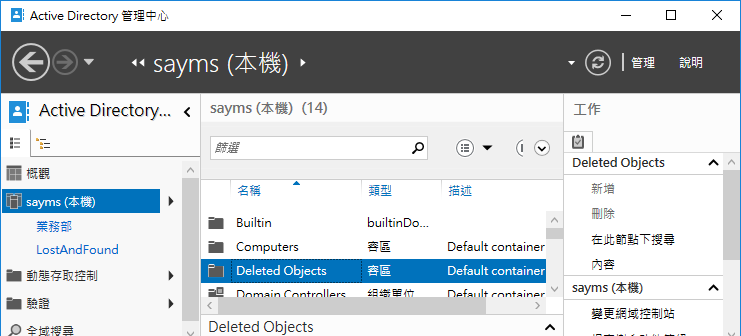 Active Directory 管理中心
sayms (本機)
管理
說明
Active Directory...
概觀
sayms (本機)
業務部
LostAndFound
動態存取控制
驗證
全域搜尋
sayms (本機) (14)
篩選
名稱 類型 描述
Builtin builtinDo...
Computers 容區 Default container
Deleted Objects 容區 Default container
Domain Controllers 組織單位 Default container
Deleted Objects
工作
Deleted Objects
新增
刪除
在此節點下搜尋
內容
sayms (本機)
變更網域控制站